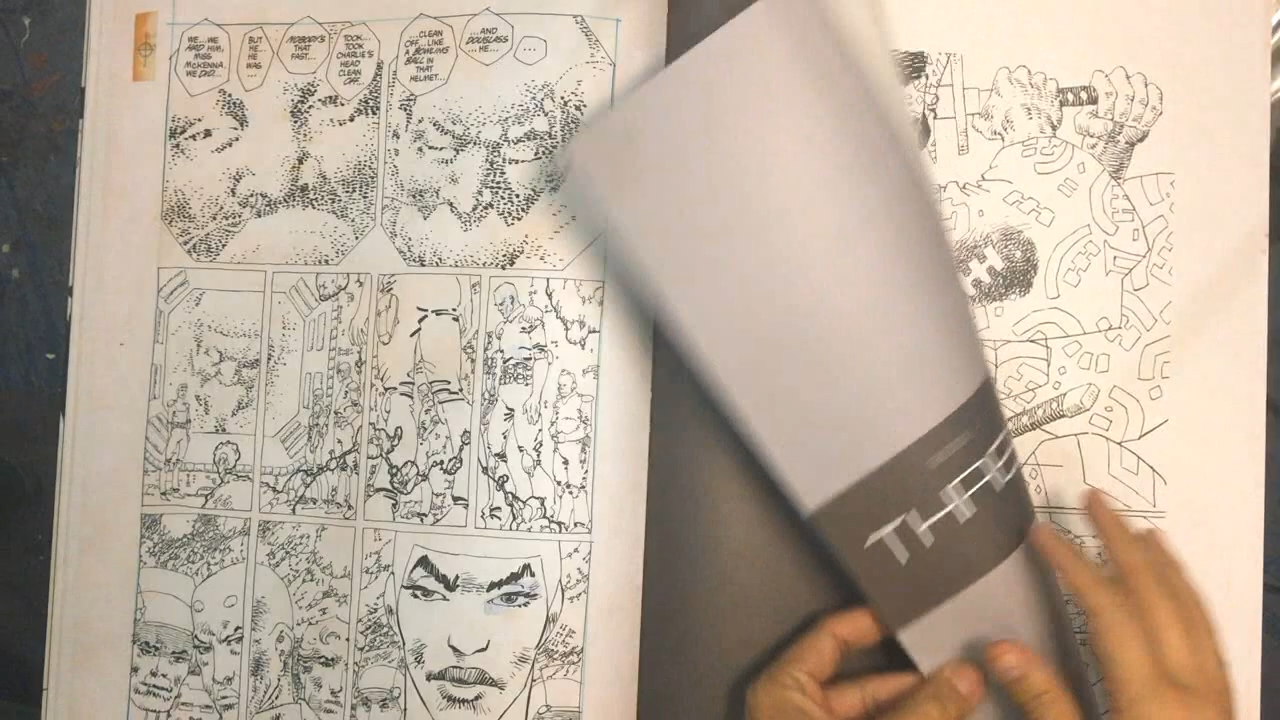 WE...WE
HAD HIM,
MISS
McKENNA.
WE DID...
BUT
HE...
HE
WAS
...
NOBODY'S
THAT
FAST...
TOOK...
TOOK
CHARLIE'S
HEAD
CLEAN
OFF...
...CLEAN
OFF...LIKE
A BOWLING
BALL IN
THAT
HELMET...
...AND
DOUGLASS
...HE...
...